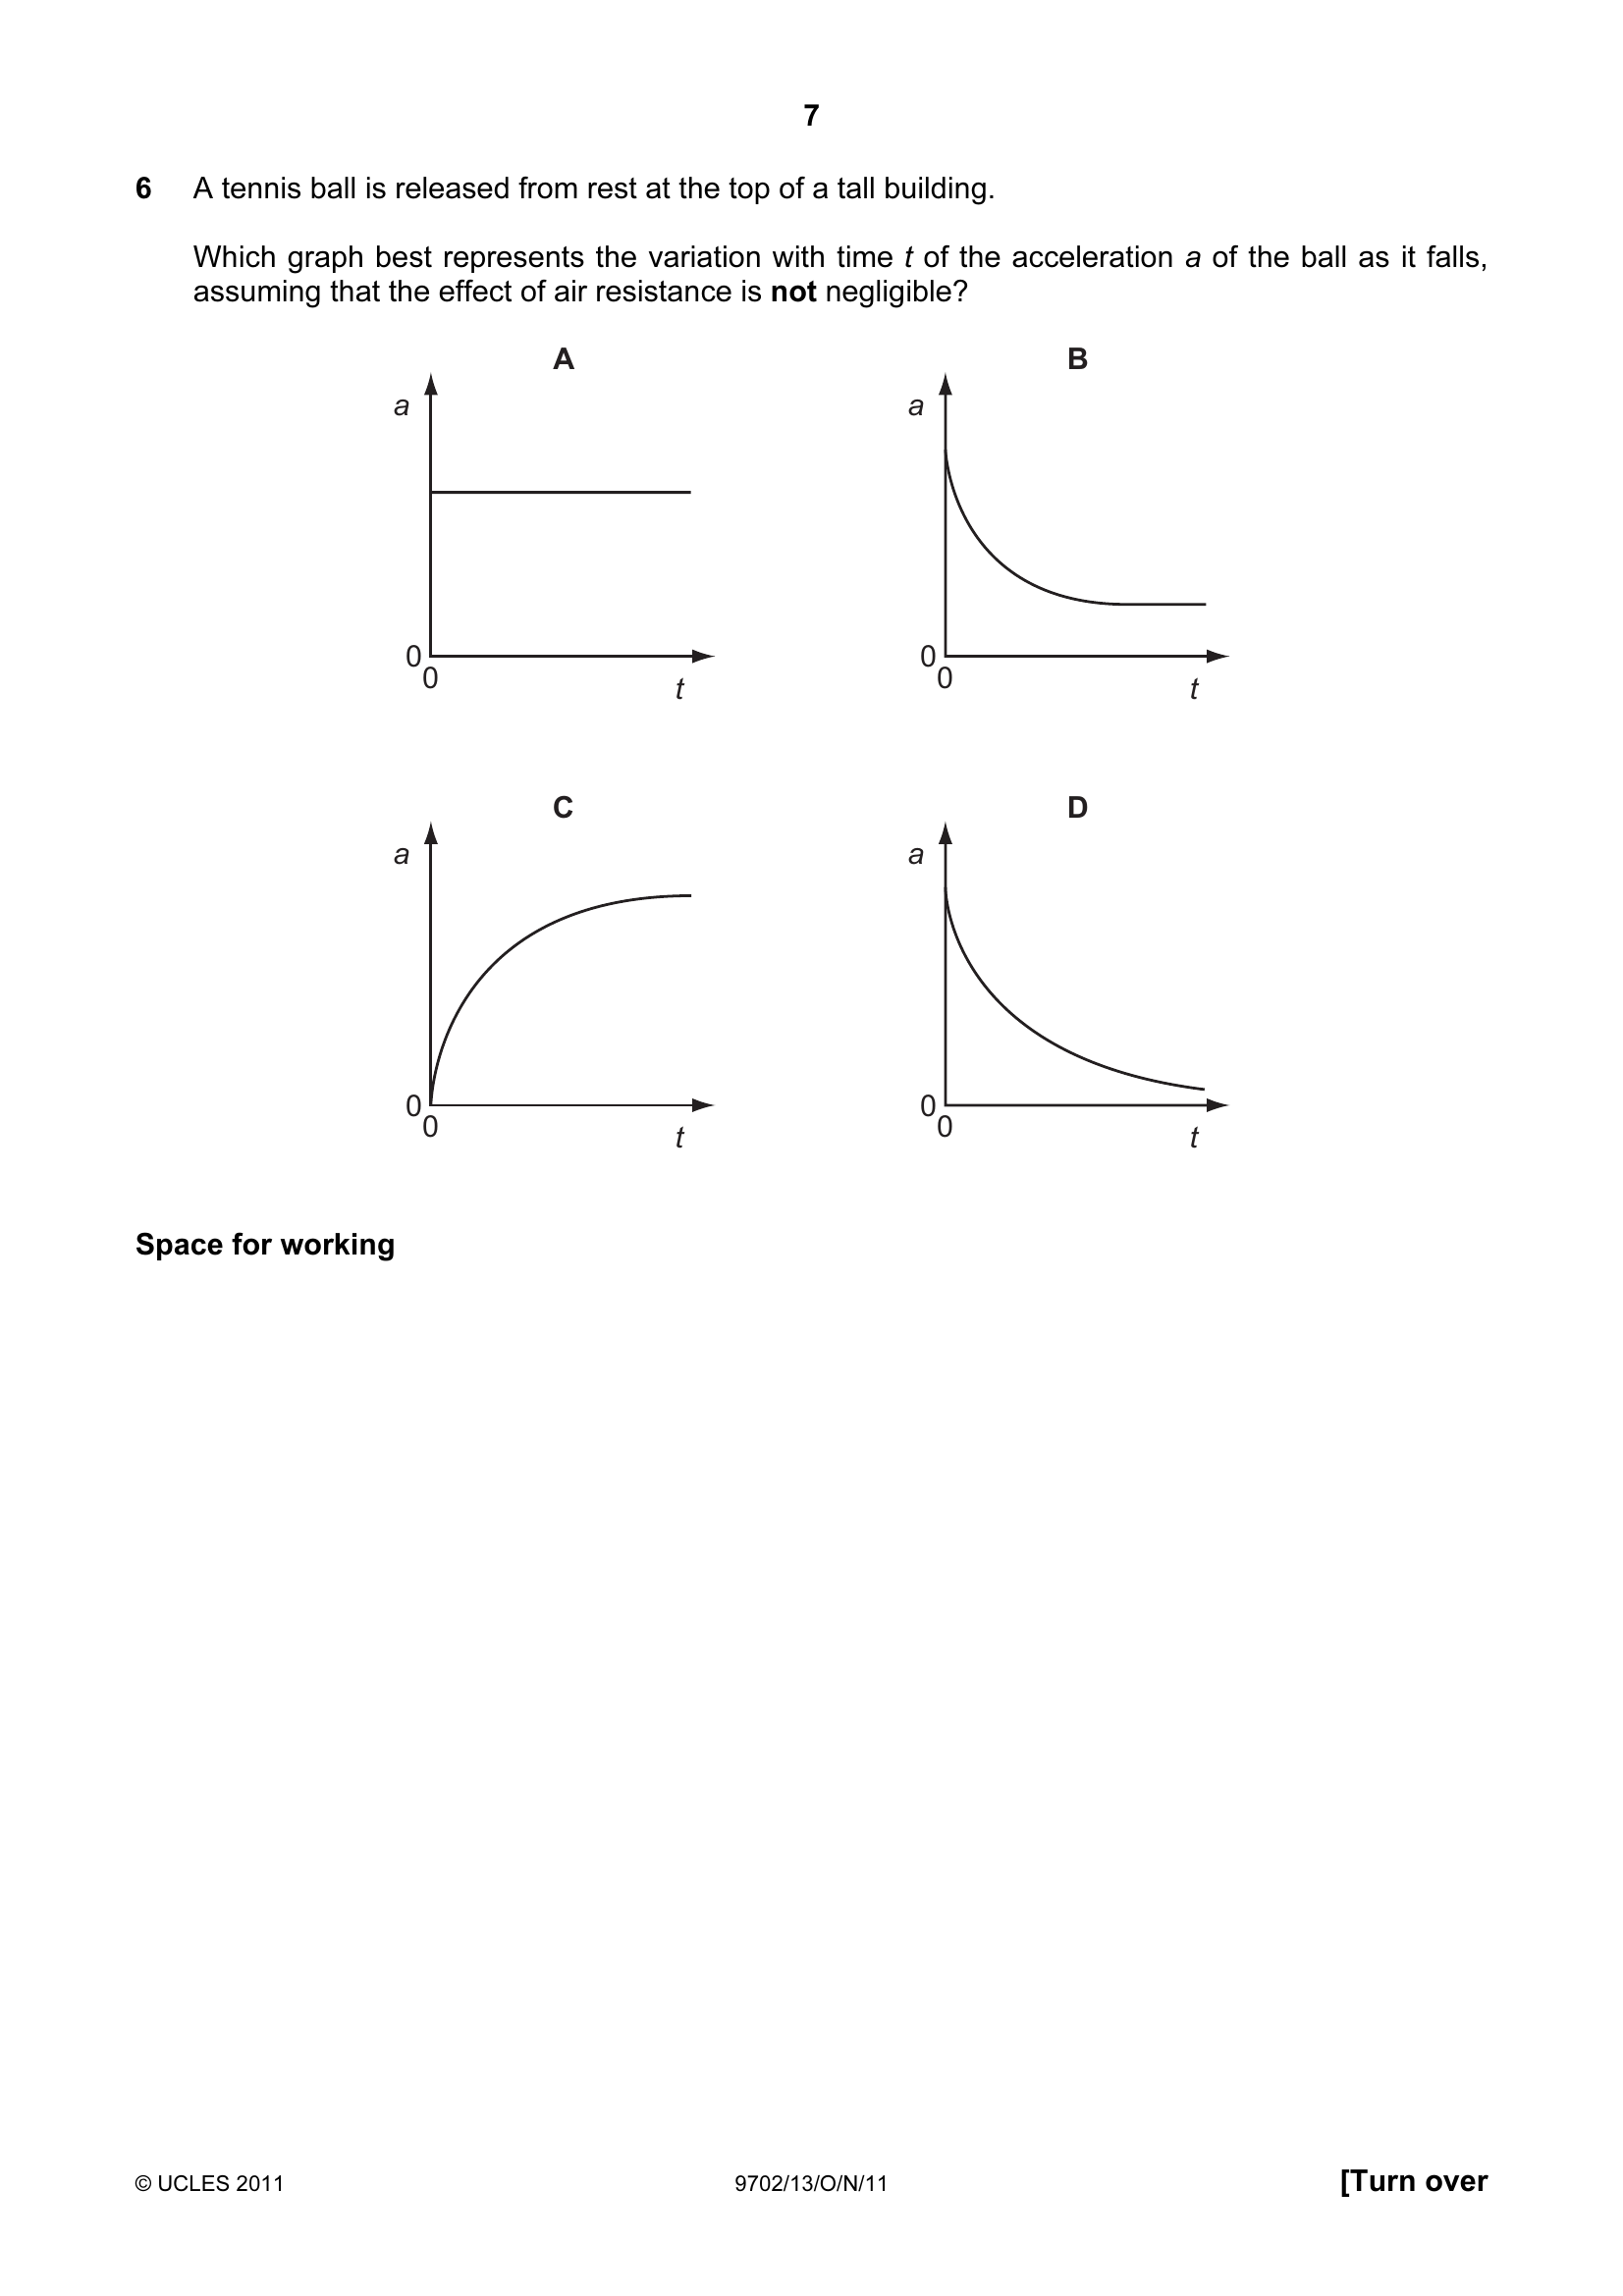 7
6 A tennis ball is released from rest at the top of a tall building.
Which graph best represents the variation with time t of the acceleration a of the ball as it falls,
assuming that the effect of air resistance is not negligible?
A B
a a
0 0
0 t 0 t
C D
a a
0 0
0 t 0 t
Space for working
© UCLES 2011 9702/13/O/N/11 [Turn over